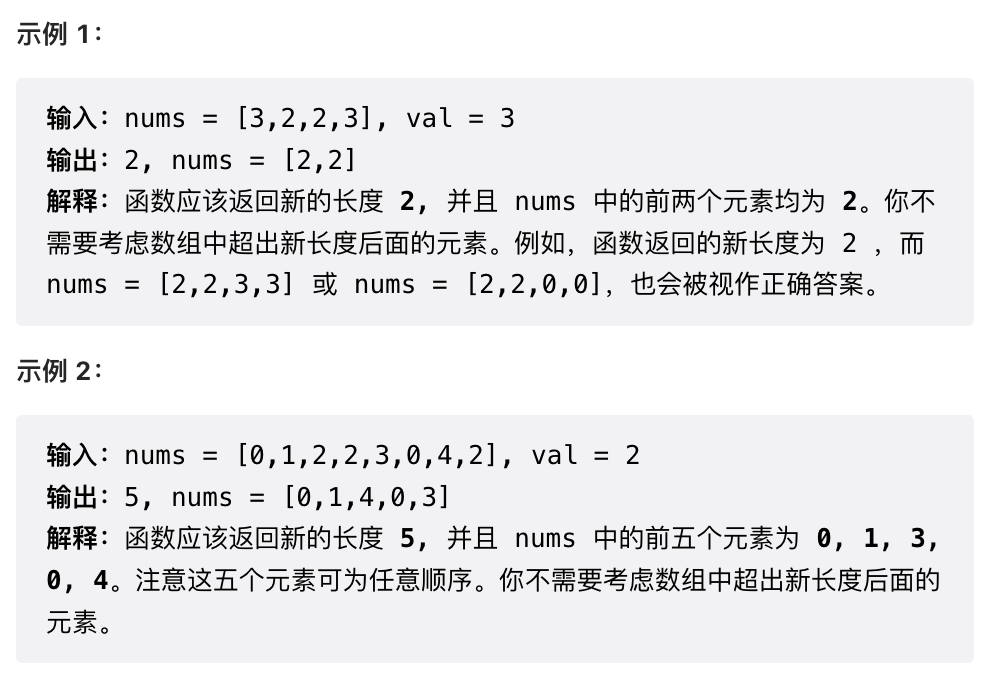 示例 1：
输入：nums = [3,2,2,3], val = 3
输出：2, nums = [2,2]
解释：函数应该返回新的长度 2, 并且 nums 中的前两个元素均为 2。你不
需要考虑数组中超出新长度后面的元素。例如，函数返回的新长度为 2 ，而
nums = [2,2,3,3] 或 nums = [2,2,0,0]，也会被视作正确答案。
示例 2：
输入：nums = [0,1,2,2,3,0,4,2], val = 2
输出：5, nums = [0,1,4,0,3]
解释：函数应该返回新的长度 5, 并且 nums 中的前五个元素为 0, 1, 3,
0, 4。注意这五个元素可为任意顺序。你不需要考虑数组中超出新长度后面的
元素。